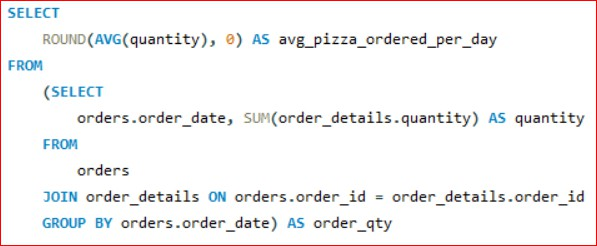 SELECT
ROUND(AVG(quantity), 0) AS avg_pizza_ordered_per_day
FROM
(SELECT
orders.order_date, SUM(order_details.quantity) AS quantity
FROM
orders
JOIN order_details ON orders.order_id = order_details.order_id
GROUP BY orders.order_date) AS order_qty